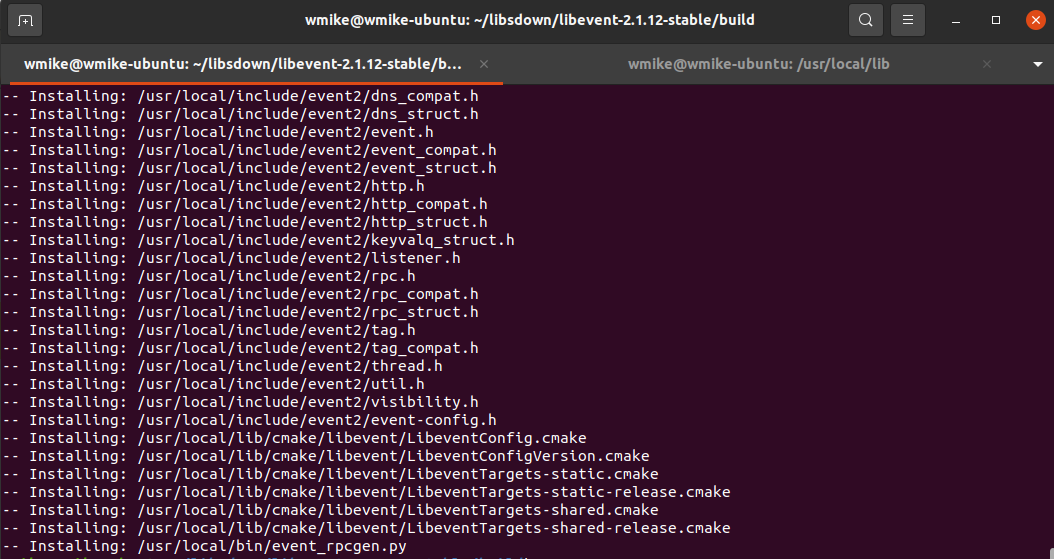 wmike@wmike-ubuntu: ~/libsdown/libevent-2.1.12-stable/build
wmike@wmike-ubuntu: ~/libsdown/libevent-2.1.12-stable/b...
wmike@wmike-ubuntu: /usr/local/lib
-- Installing: /usr/local/include/event2/dns_compat.h
-- Installing: /usr/local/include/event2/dns_struct.h
-- Installing: /usr/local/include/event2/event.h
-- Installing: /usr/local/include/event2/event_compat.h
-- Installing: /usr/local/include/event2/event_struct.h
-- Installing: /usr/local/include/event2/http.h
-- Installing: /usr/local/include/event2/http_compat.h
-- Installing: /usr/local/include/event2/http_struct.h
-- Installing: /usr/local/include/event2/keyvalq_struct.h
-- Installing: /usr/local/include/event2/listener.h
-- Installing: /usr/local/include/event2/rpc.h
-- Installing: /usr/local/include/event2/rpc_compat.h
-- Installing: /usr/local/include/event2/rpc_struct.h
-- Installing: /usr/local/include/event2/tag.h
-- Installing: /usr/local/include/event2/tag_compat.h
-- Installing: /usr/local/include/event2/thread.h
-- Installing: /usr/local/include/event2/util.h
-- Installing: /usr/local/include/event2/visibility.h
-- Installing: /usr/local/include/event2/event-config.h
-- Installing: /usr/local/lib/cmake/libevent/LibeventConfig.cmake
-- Installing: /usr/local/lib/cmake/libevent/LibeventConfigVersion.cmake
-- Installing: /usr/local/lib/cmake/libevent/LibeventTargets-static.cmake
-- Installing: /usr/local/lib/cmake/libevent/LibeventTargets-static-release.cmake
-- Installing: /usr/local/lib/cmake/libevent/LibeventTargets-shared.cmake
-- Installing: /usr/local/lib/cmake/libevent/LibeventTargets-shared-release.cmake
-- Installing: /usr/local/bin/event_rpcgen.py